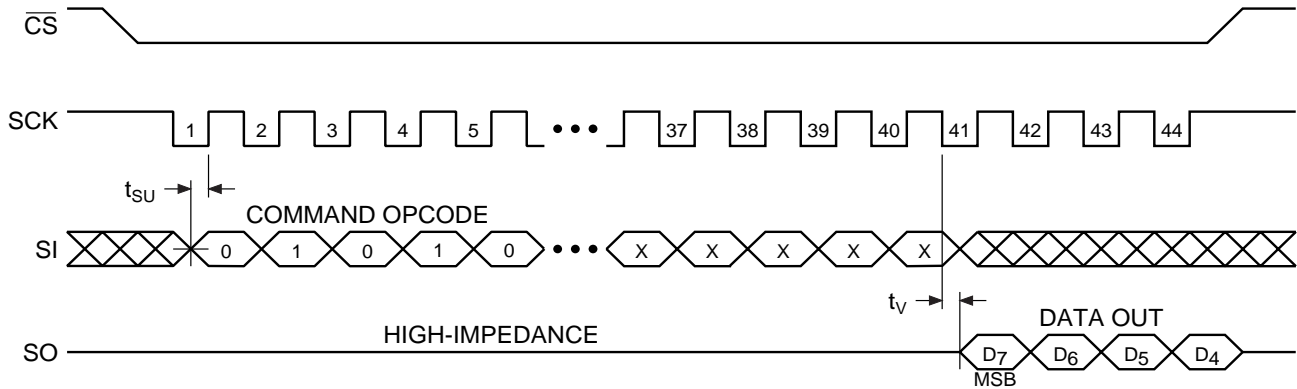 CS
SCK 1 2 3 4 5 ••• 37 38 39 40 41 42 43 44
tSU
COMMAND OPCODE
SI 0 1 0 1 0 ••• X X X X X
tV
HIGH-IMPEDANCE DATA OUT
SO D7 D6 D5 D4
MSB